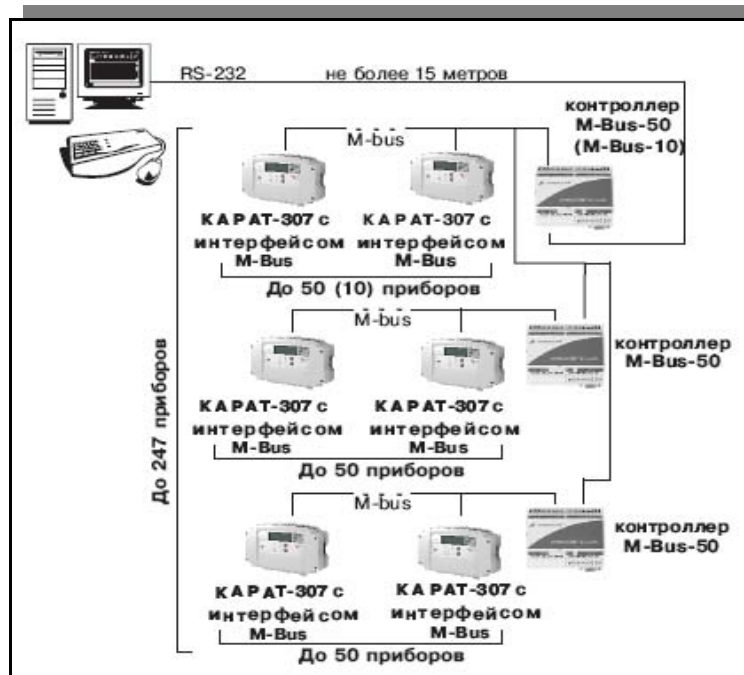 RS-232 не более 15 метров
контроллер
M-Bus-50
(M-Bus-10)
M-bus
КАРАТ-307 с
интерфейсом
M-Bus
КАРАТ-307 с
интерфейсом
M-Bus
До 50 (10) приборов
M-bus
контроллер
M-Bus-50
КАРАТ-307 с
интерфейсом
M-Bus
КАРАТ-307 с
интерфейсом
M-Bus
До 50 приборов
До 247 приборов
M-bus
контроллер
M-Bus-50
КАРАТ-307 с
интерфейсом
M-Bus
КАРАТ-307 с
интерфейсом
M-Bus
До 50 приборов